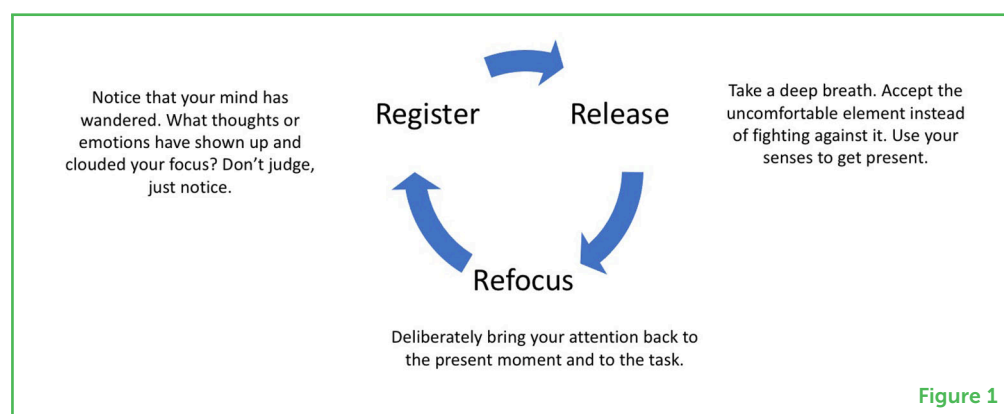 Notice that your mind has
wandered. What thoughts or
emotions have shown up and
clouded your focus? Don’t judge,
just notice.
Register
Release
Take a deep breath. Accept the
uncomfortable element instead
of fighting against it. Use your
senses to get present.
Refocus
Deliberately bring your attention back to
the present moment and to the task.
Figure 1